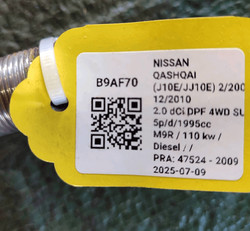 B9AF70
NISSAN
QASHQAI
(J10E/JJ10E) 2/200
12/2010
2.0 dCi DPF 4WD SU
5p/d/1995cc
M9R / 110 kw /
Diesel / /
PRA: 47524 - 2009
2025-07-09